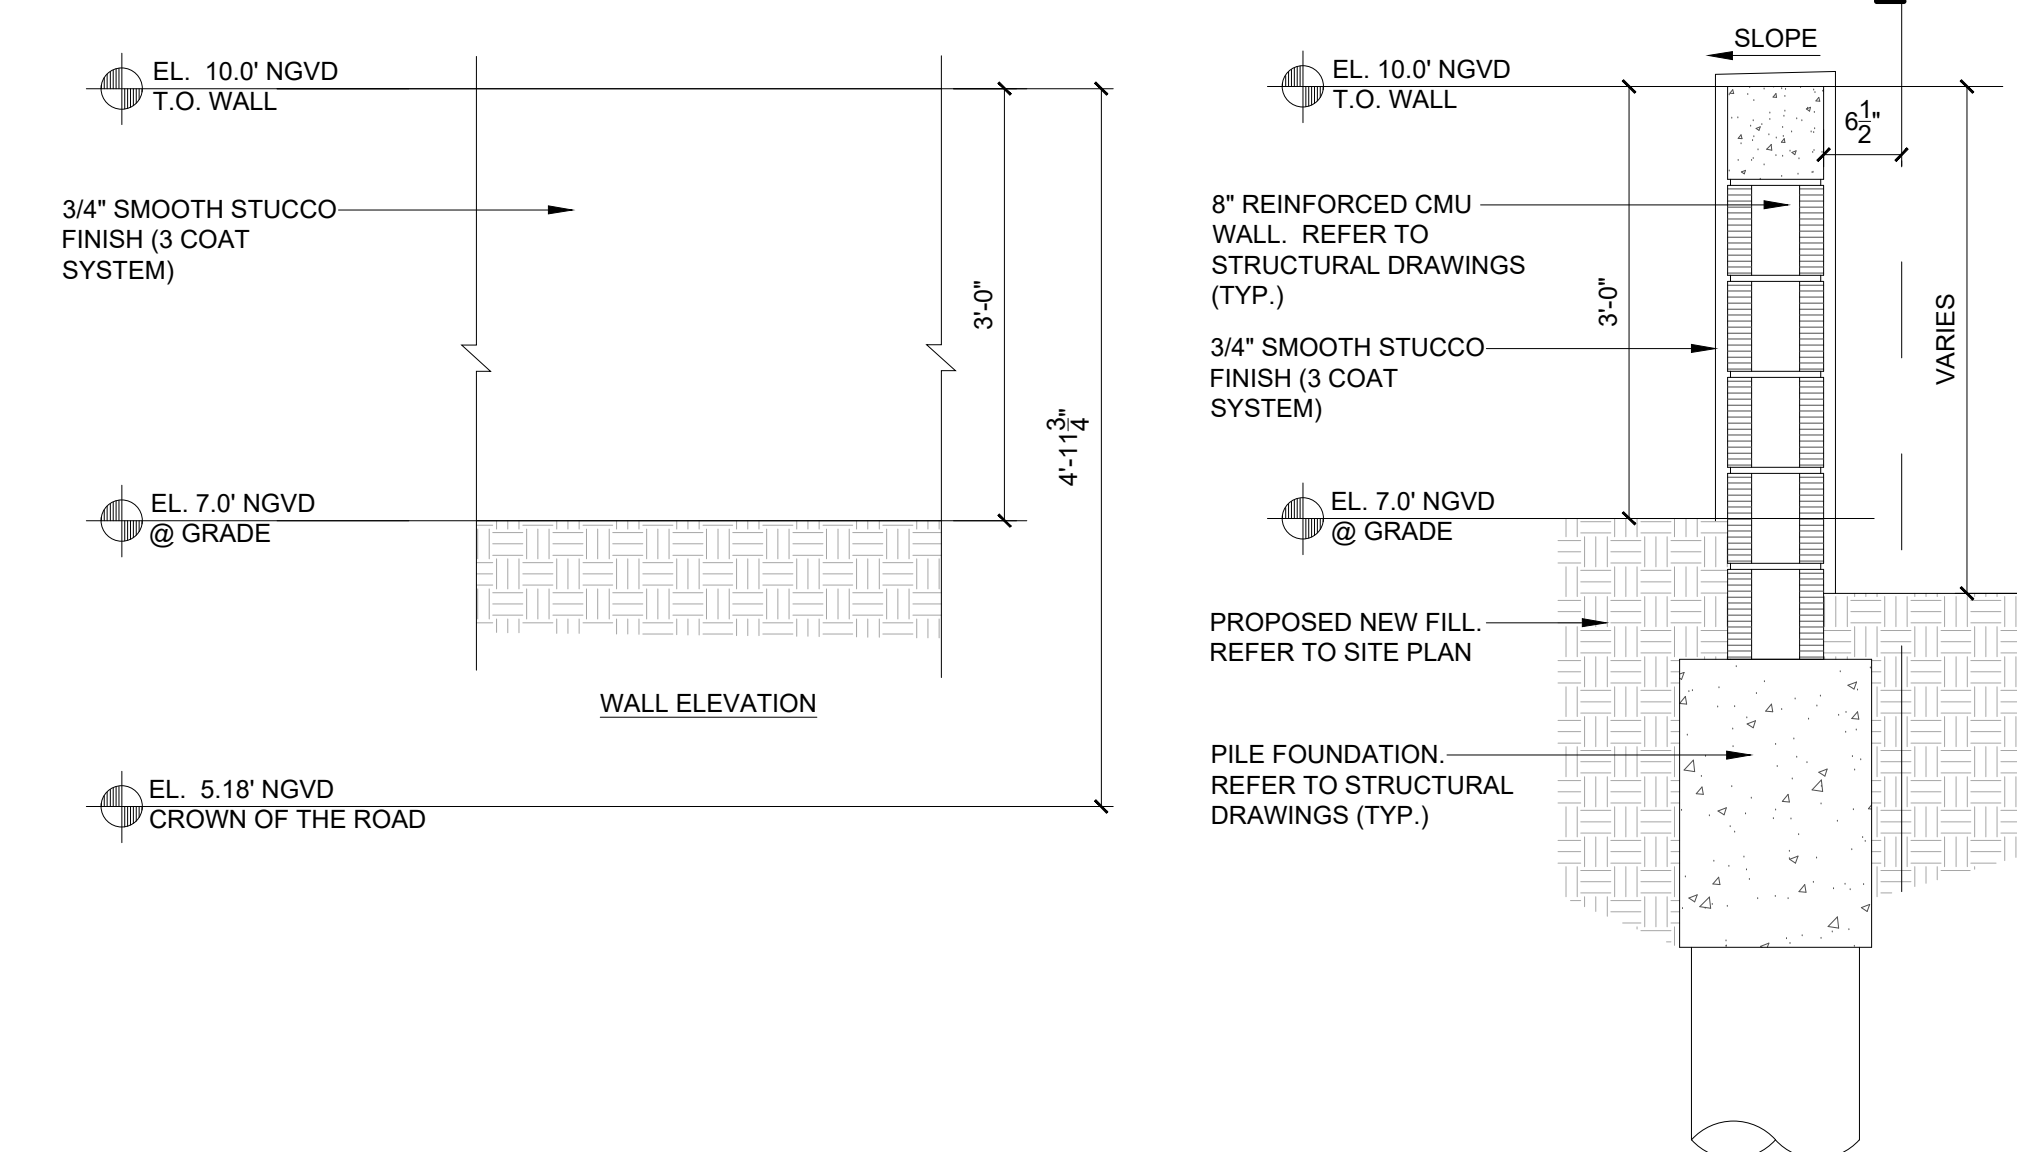 EL.  10.0' NGVD
T.O. WALL
3/4" SMOOTH STUCCO
FINISH (3 COAT
SYSTEM)
3'-0"
4'-11 3/4"
EL. 7.0' NGVD
@ GRADE
WALL ELEVATION
EL.  5.18' NGVD
CROWN OF THE ROAD
SLOPE
EL. 10.0' NGVD
T.O. WALL
6 1/2"
8" REINFORCED CMU
WALL.  REFER TO
STRUCTURAL DRAWINGS
(TYP.)
3'-0"
VARIES
3/4" SMOOTH STUCCO
FINISH (3 COAT
SYSTEM)
EL. 7.0' NGVD
@ GRADE
PROPOSED NEW FILL.
REFER TO SITE PLAN
PILE FOUNDATION.
REFER TO STRUCTURAL
DRAWINGS (TYP.)